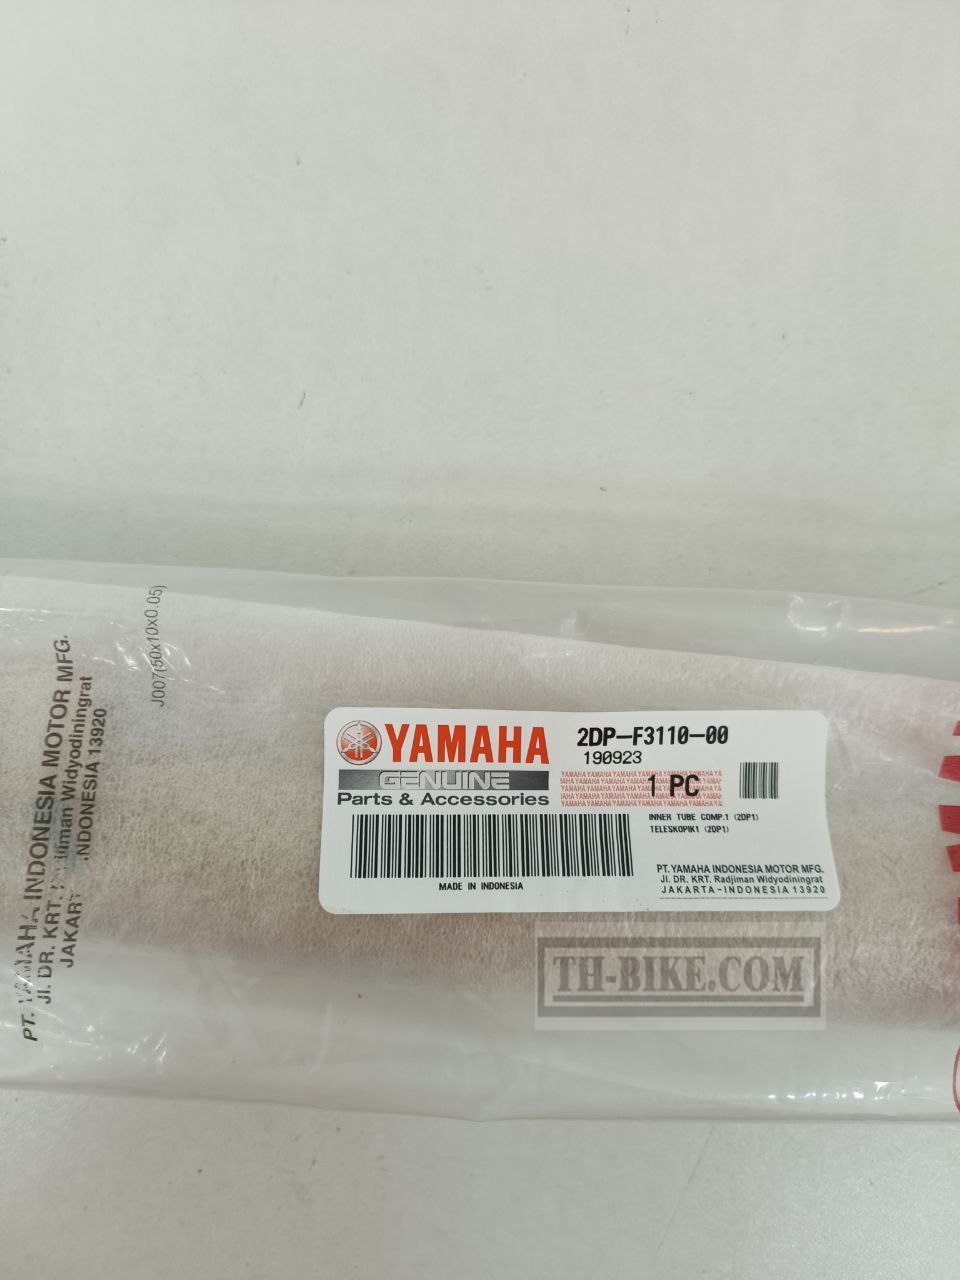 YAMAHA
GENUINE
Parts & Accessories
2DP-F3110-00
190923
1 PC
INNER TUBE COMP.1 (2DP1)
TELESKOPIK1 (2DP1)
MADE IN INDONESIA
PT. YAMAHA INDONESIA MOTOR MFG.
Jl. DR. KRT. Radjiman Widyodiningrat
JAKARTA-INDONESIA 13920
TH-BIKE.COM
J007(50x10x0.05)
PT. YAMAHA INDONESIA MOTOR MFG.
Jl. DR. KRT. Radjiman Widyodiningrat
INDONESIA 13920